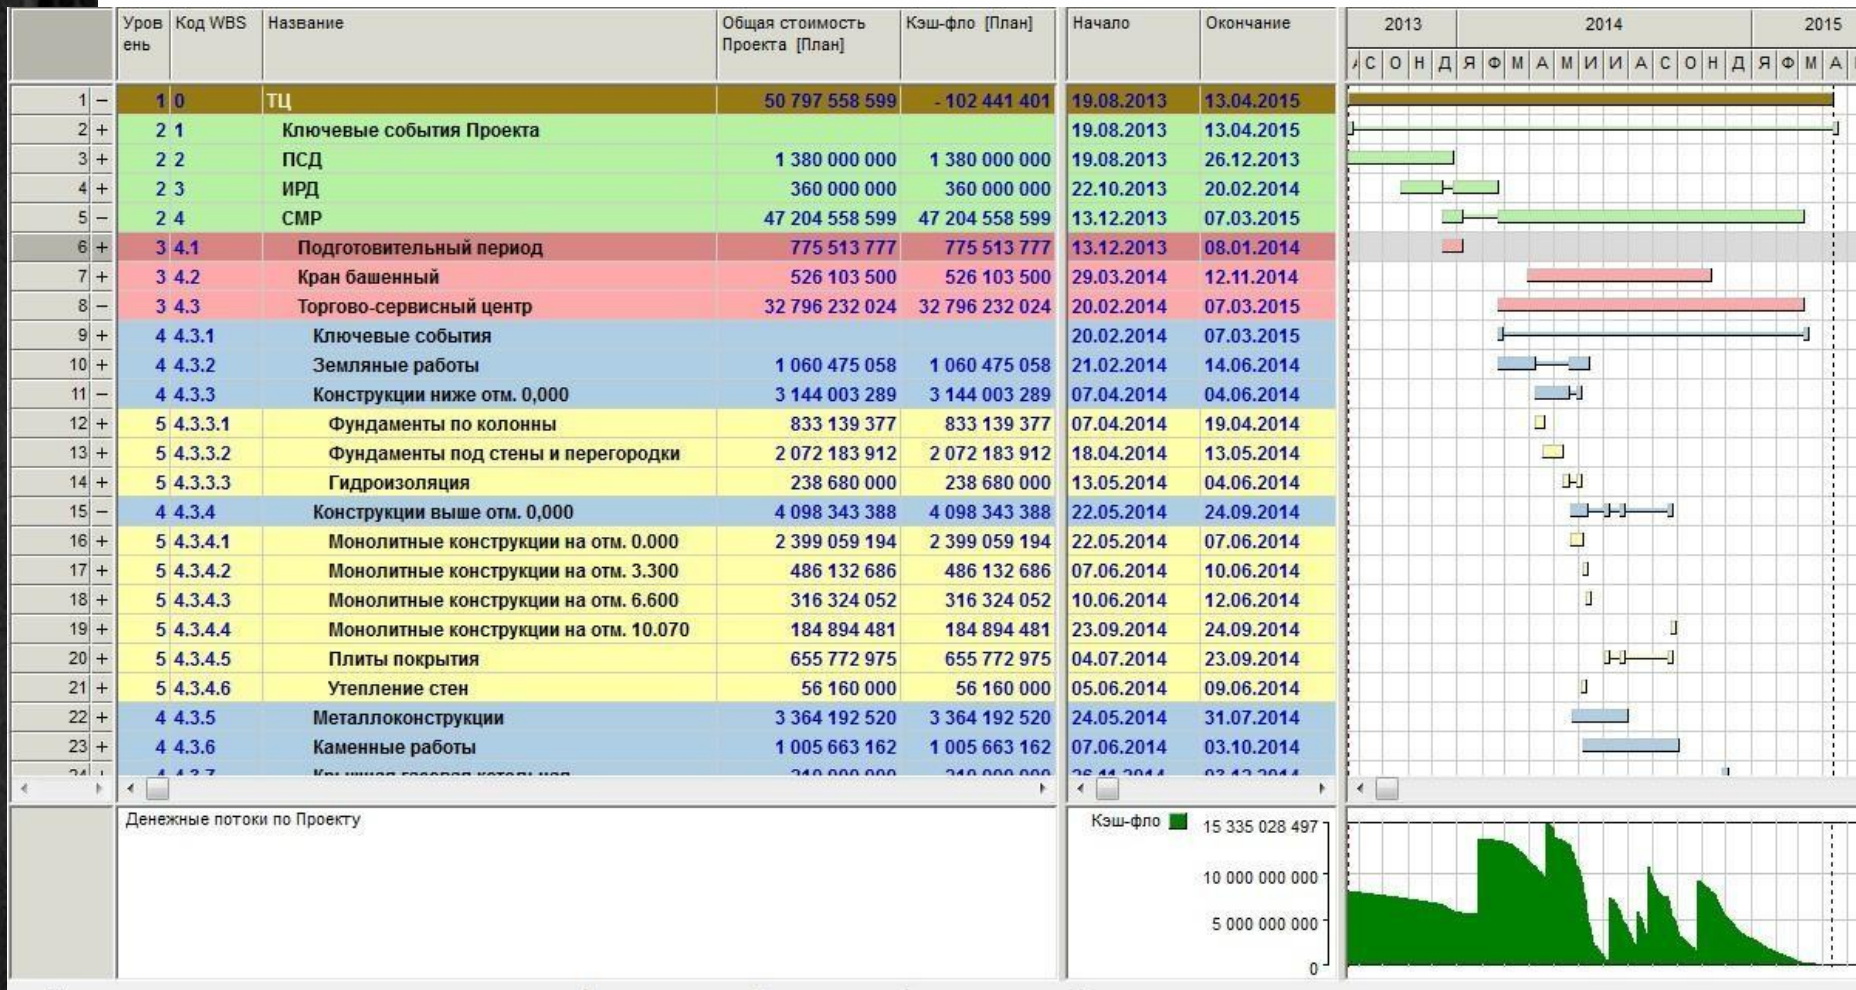 Уров
ень
Код WBS
Название
Общая стоимость
Проекта [План]
Кэш-фло [План]
Начало
Окончание
2013 2014 2015
С О Н Д Я Ф М А М И И А С О Н Д Я Ф М А
1 − 1 0 ТЦ 50 797 558 599 - 102 441 401 19.08.2013 13.04.2015
2 + 2 1 Ключевые события Проекта 19.08.2013 13.04.2015
3 + 2 2 ПСД 1 380 000 000 1 380 000 000 19.08.2013 26.12.2013
4 + 2 3 ИРД 360 000 000 360 000 000 22.10.2013 20.02.2014
5 − 2 4 СМР 47 204 558 599 47 204 558 599 13.12.2013 07.03.2015
6 + 3 4.1 Подготовительный период 775 513 777 775 513 777 13.12.2013 08.01.2014
7 + 3 4.2 Кран башенный 526 103 500 526 103 500 29.03.2014 12.11.2014
8 − 3 4.3 Торгово-сервисный центр 32 796 232 024 32 796 232 024 20.02.2014 07.03.2015
9 + 4 4.3.1 Ключевые события 20.02.2014 07.03.2015
10 + 4 4.3.2 Земляные работы 1 060 475 058 1 060 475 058 21.02.2014 14.06.2014
11 − 4 4.3.3 Конструкции ниже отм. 0,000 3 144 003 289 3 144 003 289 07.04.2014 04.06.2014
12 + 5 4.3.3.1 Фундаменты по колонны 833 139 377 833 139 377 07.04.2014 19.04.2014
13 + 5 4.3.3.2 Фундаменты под стены и перегородки 2 072 183 912 2 072 183 912 18.04.2014 13.05.2014
14 + 5 4.3.3.3 Гидроизоляция 238 680 000 238 680 000 13.05.2014 04.06.2014
15 − 4 4.3.4 Конструкции выше отм. 0,000 4 098 343 388 4 098 343 388 22.05.2014 24.09.2014
16 + 5 4.3.4.1 Монолитные конструкции на отм. 0.000 2 399 059 194 2 399 059 194 22.05.2014 07.06.2014
17 + 5 4.3.4.2 Монолитные конструкции на отм. 3.300 486 132 686 486 132 686 07.06.2014 10.06.2014
18 + 5 4.3.4.3 Монолитные конструкции на отм. 6.600 316 324 052 316 324 052 10.06.2014 12.06.2014
19 + 5 4.3.4.4 Монолитные конструкции на отм. 10.070 184 894 481 184 894 481 23.09.2014 24.09.2014
20 + 5 4.3.4.5 Плиты покрытия 655 772 975 655 772 975 04.07.2014 23.09.2014
21 + 5 4.3.4.6 Утепление стен 56 160 000 56 160 000 05.06.2014 09.06.2014
22 + 4 4.3.5 Металлоконструкции 3 364 192 520 3 364 192 520 24.05.2014 31.07.2014
23 + 4 4.3.6 Каменные работы 1 005 663 162 1 005 663 162 07.06.2014 03.10.2014
Денежные потоки по Проекту
Кэш-фло 15 335 028 497
10 000 000 000
5 000 000 000
0